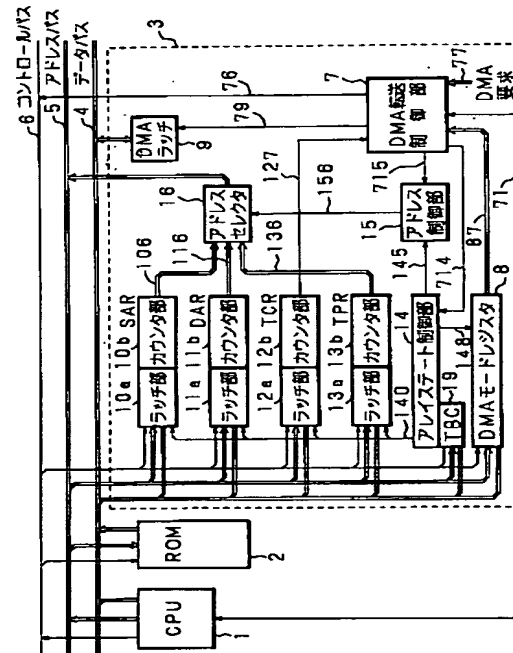 6 コントロールバス
5 アドレスバス
4 データバス
3
DMAラッチ
9
79
76
7
DMA転送制御部
77
DMA要求
16
アドレスセレクタ
106
116
136
127
156
715
15
アドレス制御部
145
714
10a
10b SAR
ラッチ部
カウンタ部
11a
11b DAR
ラッチ部
カウンタ部
12a
12b TCR
ラッチ部
カウンタ部
13a
13b TPR
ラッチ部
カウンタ部
140
14
アレイステート制御部
TBC
19
148
DMAモードレジスタ
8
87
71
ROM
2
CPU
1